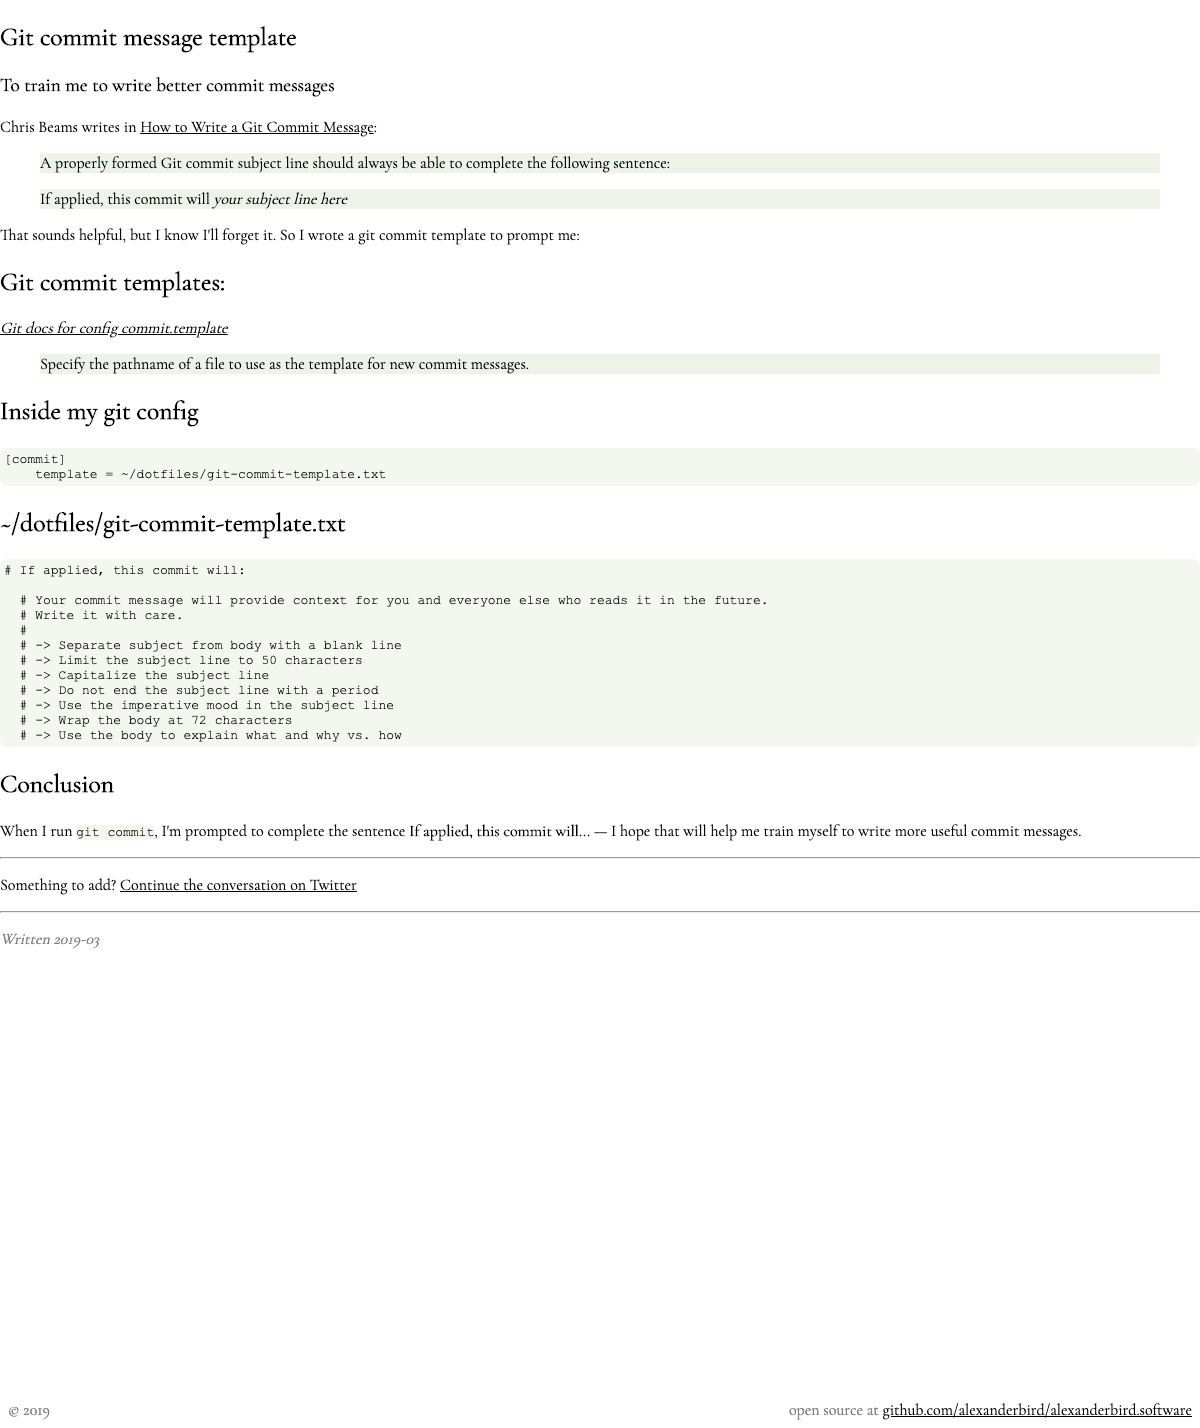 Git commit message template
To train me to write better commit messages
Chris Beams writes in How to Write a Git Commit Message:
A properly formed Git commit subject line should always be able to complete the following sentence:
If applied, this commit will your subject line here
That sounds helpful, but I know I'll forget it. So I wrote a git commit template to prompt me:
Git commit templates:
Git docs for config commit.template
Specify the pathname of a file to use as the template for new commit messages.
Inside my git config
[commit]
    template = ~/dotfiles/git-commit-template.txt
~/dotfiles/git-commit-template.txt
# If applied, this commit will:
  # Your commit message will provide context for you and everyone else who reads it in the future.
  # Write it with care.
  #
  # -> Separate subject from body with a blank line
  # -> Limit the subject line to 50 characters
  # -> Capitalize the subject line
  # -> Do not end the subject line with a period
  # -> Use the imperative mood in the subject line
  # -> Wrap the body at 72 characters
  # -> Use the body to explain what and why vs. how
Conclusion
When I run git commit, I'm prompted to complete the sentence If applied, this commit will... — I hope that will help me train myself to write more useful commit messages.
Something to add? Continue the conversation on Twitter
Written 2019-03
© 2019
open source at github.com/alexanderbird/alexanderbird.software